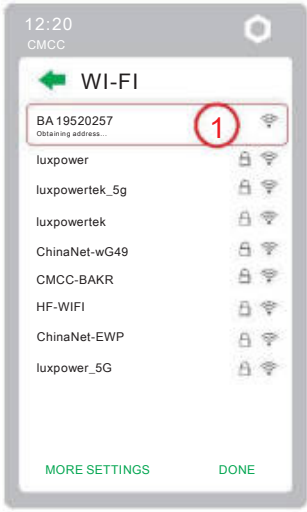 12:20
CMCC
WI-FI
BA 19520257
1
Obtaining address...
luxpower
luxpowertek_5g
luxpowertek
ChinaNet-wG49
CMCC-BAKR
HF-WIFI
ChinaNet-EWP
luxpower_5G
MORE SETTINGS DONE